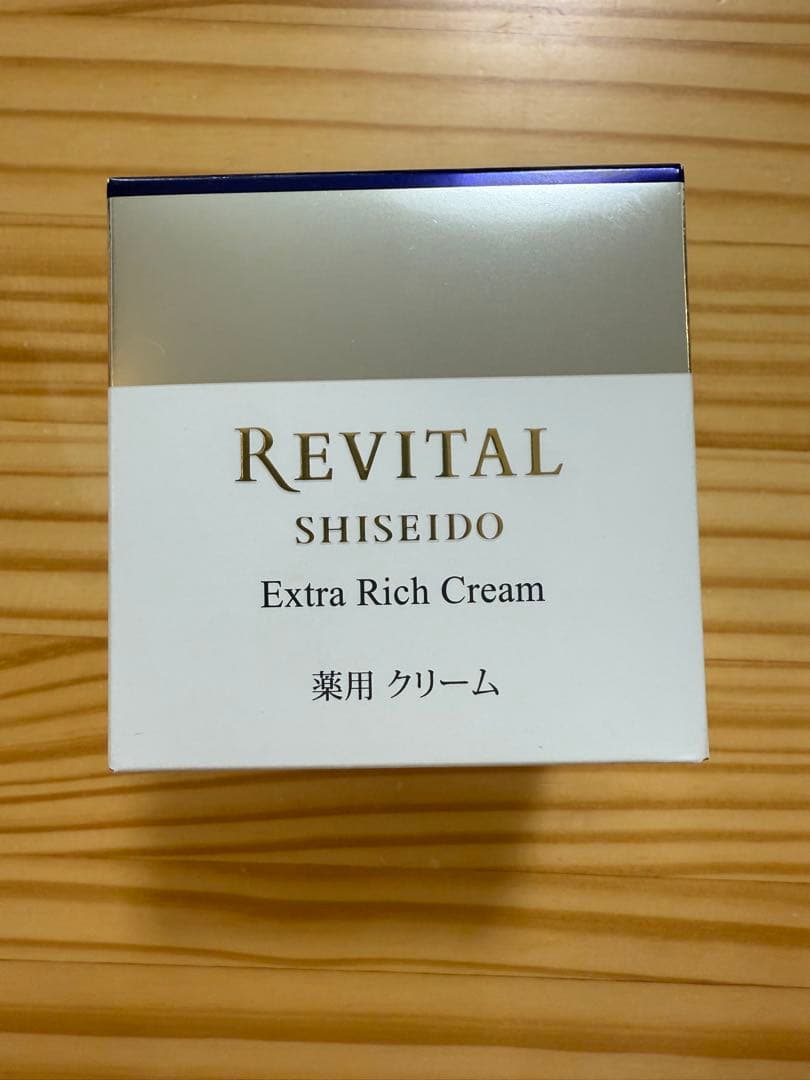 REVITAL
SHISEIDO
Extra Rich Cream
薬用 クリーム